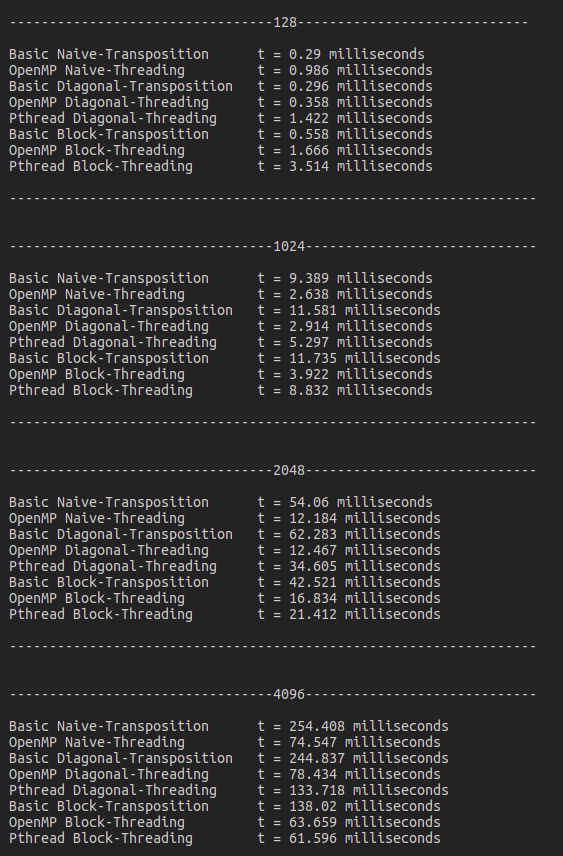 ---------------------------------128-----------------------------
Basic Naive-Transposition      t = 0.29 milliseconds
OpenMP Naive-Threading         t = 0.986 milliseconds
Basic Diagonal-Transposition   t = 0.296 milliseconds
OpenMP Diagonal-Threading      t = 0.358 milliseconds
Pthread Diagonal-Threading     t = 1.422 milliseconds
Basic Block-Transposition      t = 0.558 milliseconds
OpenMP Block-Threading         t = 1.666 milliseconds
Pthread Block-Threading        t = 3.514 milliseconds
------------------------------------------------------------------
---------------------------------1024-----------------------------
Basic Naive-Transposition      t = 9.389 milliseconds
OpenMP Naive-Threading         t = 2.638 milliseconds
Basic Diagonal-Transposition   t = 11.581 milliseconds
OpenMP Diagonal-Threading      t = 2.914 milliseconds
Pthread Diagonal-Threading     t = 5.297 milliseconds
Basic Block-Transposition      t = 11.735 milliseconds
OpenMP Block-Threading         t = 3.922 milliseconds
Pthread Block-Threading        t = 8.832 milliseconds
------------------------------------------------------------------
---------------------------------2048-----------------------------
Basic Naive-Transposition      t = 54.06 milliseconds
OpenMP Naive-Threading         t = 12.184 milliseconds
Basic Diagonal-Transposition   t = 62.283 milliseconds
OpenMP Diagonal-Threading      t = 12.467 milliseconds
Pthread Diagonal-Threading     t = 34.605 milliseconds
Basic Block-Transposition      t = 42.521 milliseconds
OpenMP Block-Threading         t = 16.834 milliseconds
Pthread Block-Threading        t = 21.412 milliseconds
------------------------------------------------------------------
---------------------------------4096-----------------------------
Basic Naive-Transposition      t = 254.408 milliseconds
OpenMP Naive-Threading         t = 74.547 milliseconds
Basic Diagonal-Transposition   t = 244.837 milliseconds
OpenMP Diagonal-Threading      t = 78.434 milliseconds
Pthread Diagonal-Threading     t = 133.718 milliseconds
Basic Block-Transposition      t = 138.02 milliseconds
OpenMP Block-Threading         t = 63.659 milliseconds
Pthread Block-Threading        t = 61.596 milliseconds